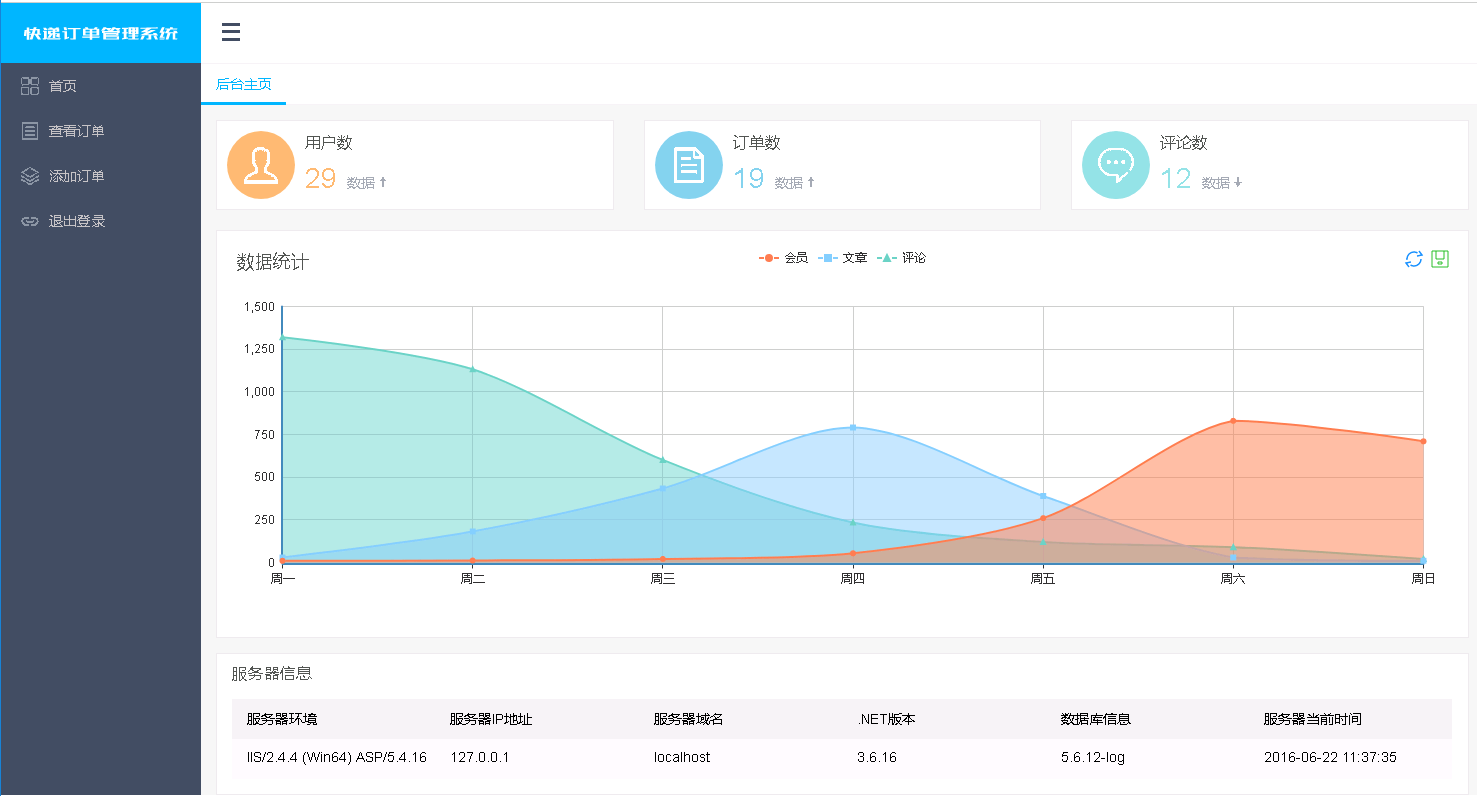 快递订单管理系统
首页
查看订单
添加订单
退出登录
后台主页
用户数
29 数据
订单数
19 数据
评论数
12 数据
数据统计
会员 文章 评论
1,500
1,250
1,000
750
500
250
0
周一 周二 周三 周四 周五 周六 周日
服务器信息
服务器环境 服务器IP地址 服务器域名 .NET版本 数据库信息 服务器当前时间
IIS/2.4.4 (Win64) ASP/5.4.16 127.0.0.1 localhost 3.6.16 5.6.12-log 2016-06-22 11:37:35